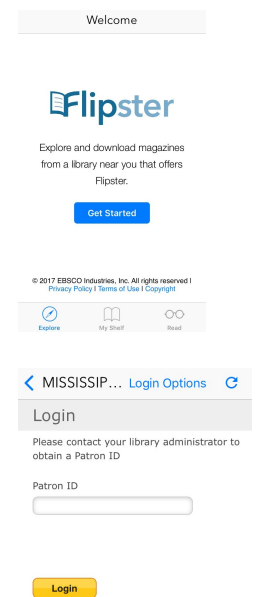 Welcome
Flipster
Explore and download magazines
from a library near you that offers
Flipster.
Get Started
© 2017 EBSCO Industries, Inc. All rights reserved I
Privacy Policy I Terms of Use I Copyright
Explore My Shelf Read
MISSISSIP... Login Options
Login
Please contact your library administrator to
obtain a Patron ID
Patron ID
Login